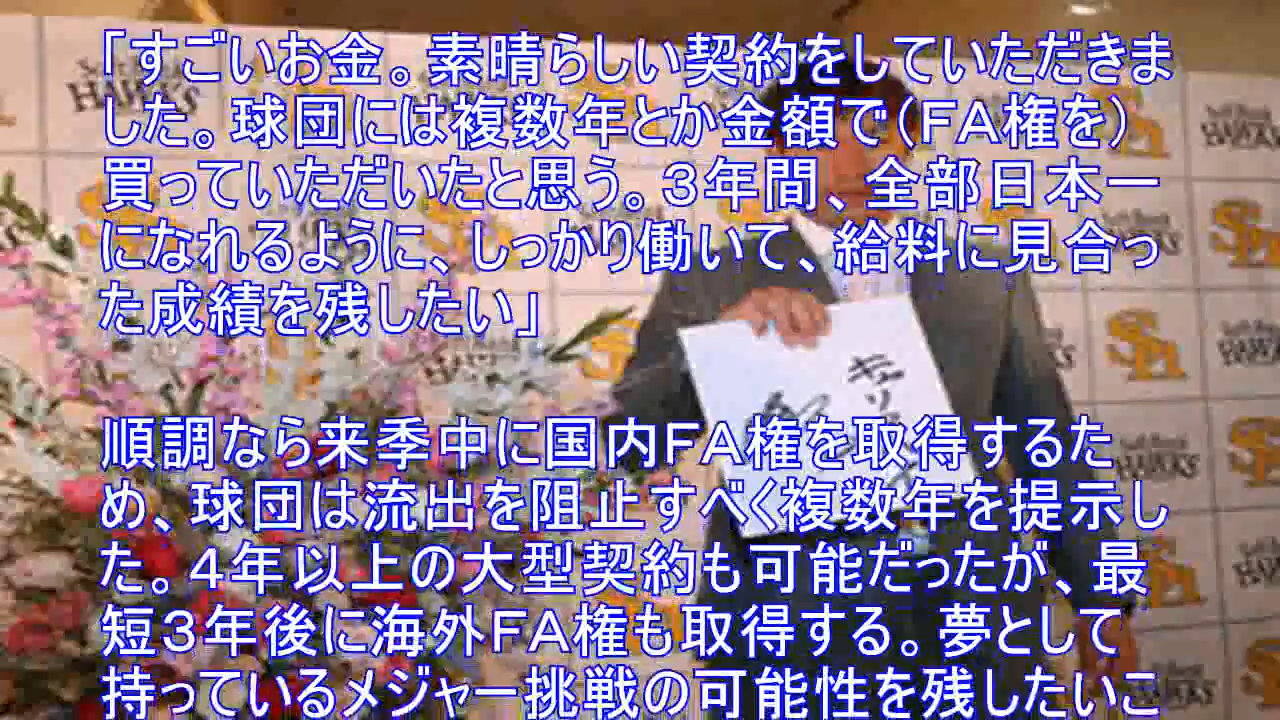 「すごいお金。素晴らしい契約をしていただきま
した。球団には複数年とか金額で（ＦＡ権を）
買っていただいたと思う。３年間、全部日本一
になれるように、しっかり働いて、給料に見合っ
た成績を残したい」
順調なら来季中に国内ＦＡ権を取得するた
め、球団は流出を阻止すべく複数年を提示し
た。４年以上の大型契約も可能だったが、最
短３年後に海外ＦＡ権も取得する。夢として
持っているメジャー挑戦の可能性を残したいこ
HAWKS
HAWKS
HAWKS